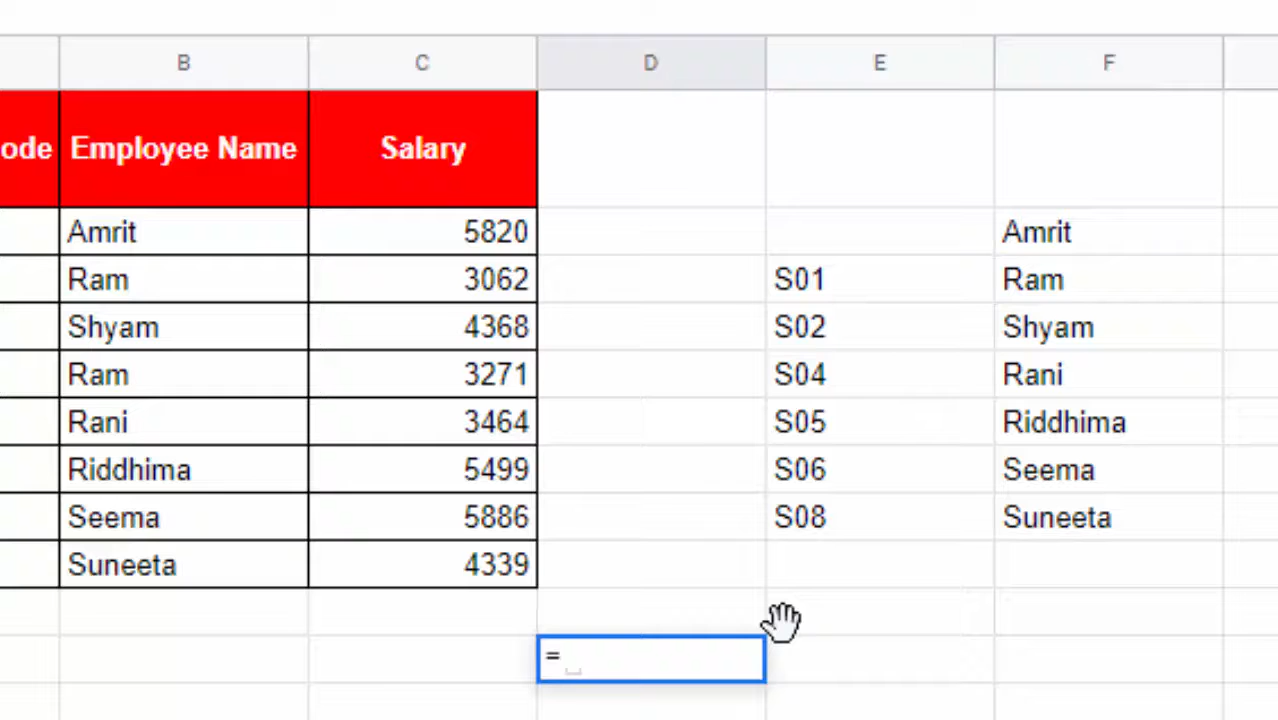 B C D E F
ode Employee Name Salary
Amrit 5820 Amrit
Ram 3062 S01 Ram
Shyam 4368 S02 Shyam
Ram 3271 S04 Rani
Rani 3464 S05 Riddhima
Riddhima 5499 S06 Seema
Seema 5886 S08 Suneeta
Suneeta 4339
=